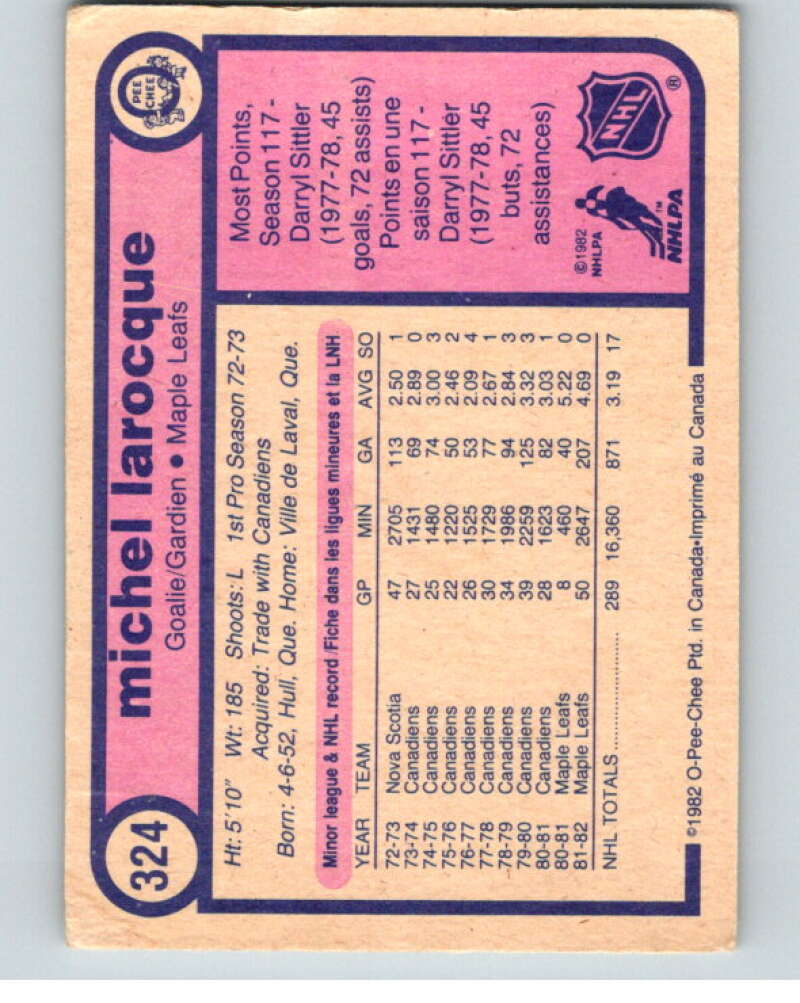 324
michel larocque
Goalie/Gardien • Maple Leafs
O
PEE
CHEE
Ht: 5'10" Wt: 185 Shoots: L 1st Pro Season 72-73
Acquired: Trade with Canadiens
Born: 4-6-52, Hull, Que. Home: Ville de Laval, Que.
Minor league & NHL record/Fiche dans les ligues mineures et la LNH
YEAR TEAM GP MIN GA AVG SO
72-73 Nova Scotia 47 2705 113 2.50 1
73-74 Canadiens 27 1431 69 2.89 0
74-75 Canadiens 25 1480 74 3.00 3
75-76 Canadiens 22 1220 50 2.46 2
76-77 Canadiens 26 1525 53 2.09 4
77-78 Canadiens 30 1729 77 2.67 1
78-79 Canadiens 34 1986 94 2.84 3
79-80 Canadiens 39 2259 125 3.32 3
80-81 Canadiens 28 1623 82 3.03 1
80-81 Maple Leafs 8 460 40 5.22 0
81-82 Maple Leafs 50 2647 207 4.69 0
NHL TOTALS .................... 289 16,360 871 3.19 17
Most Points,
Season 117 -
Darryl Sittler
(1977-78, 45
goals, 72 assists)
Points en une
saison 117 -
Darryl Sittler
(1977-78, 45
buts, 72
assistances)
©1982
NHLPA
NHLPA
TM
NHL
®
©1982 O-Pee-Chee Ptd. in Canada•Imprimé au Canada